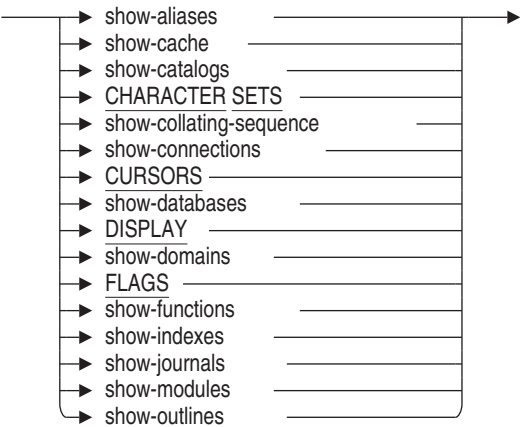 show-aliases
show-cache
show-catalogs
CHARACTER SETS
show-collating-sequence
show-connections
CURSORS
show-databases
DISPLAY
show-domains
FLAGS
show-functions
show-indexes
show-journals
show-modules
show-outlines